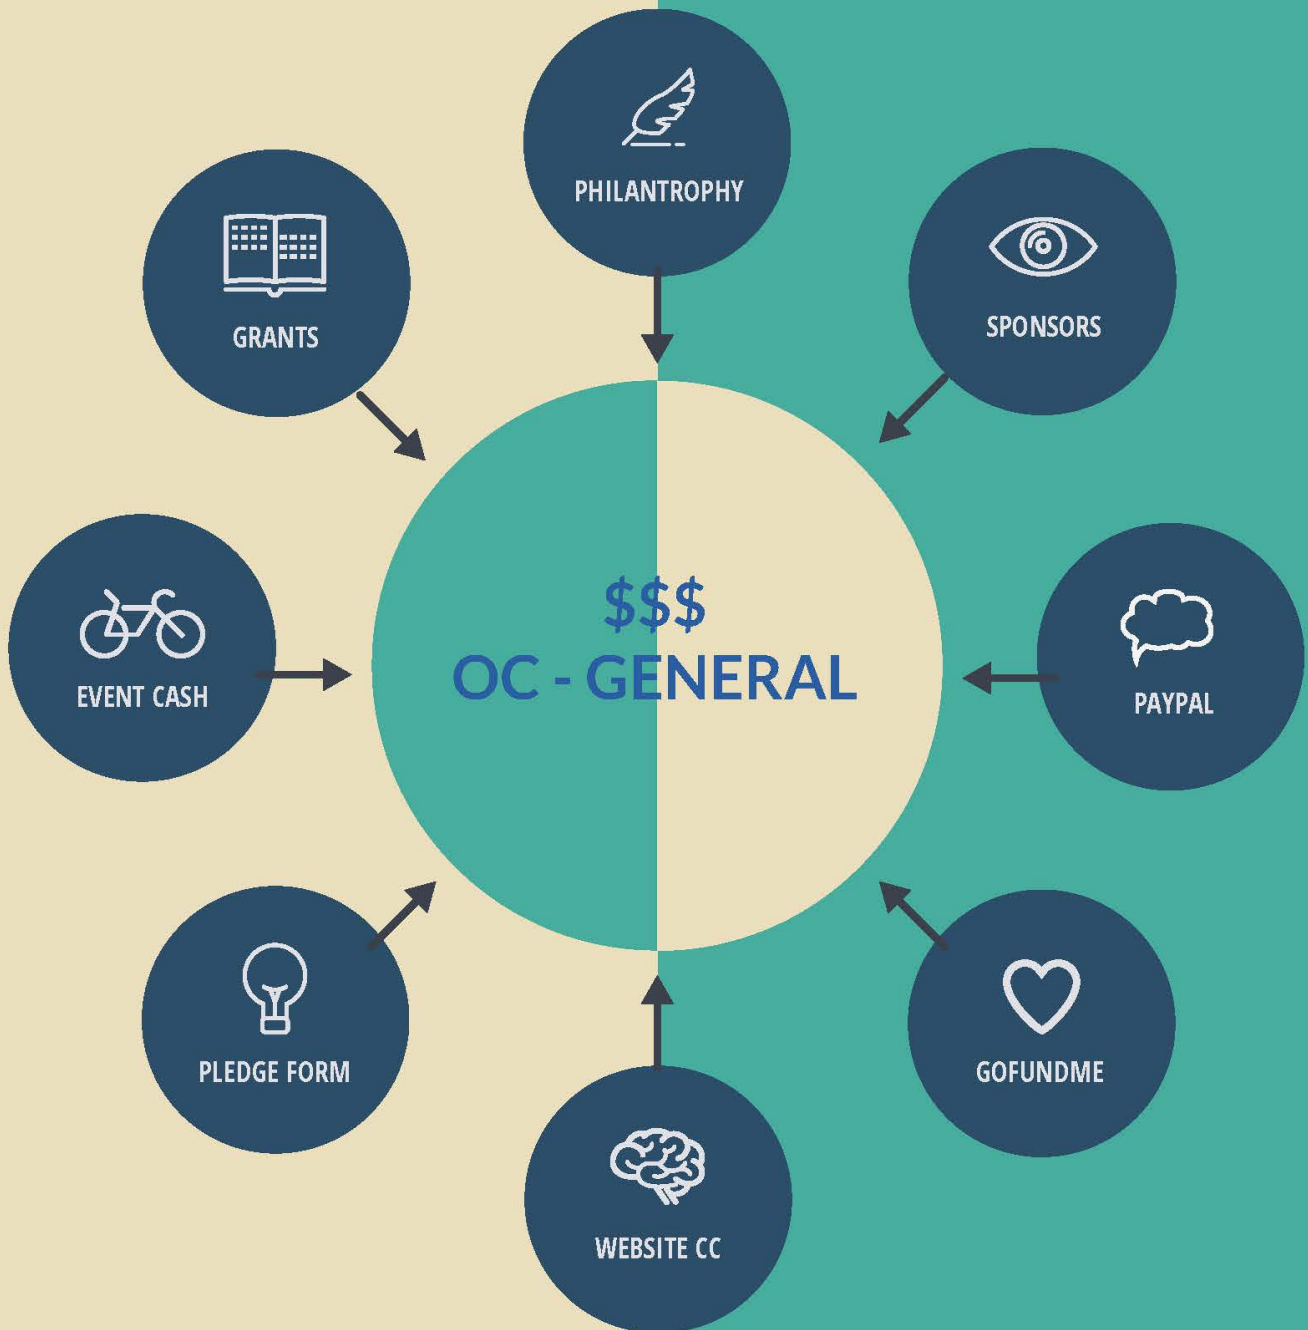 PHILANTROPHY
GRANTS
SPONSORS
$$$
OC - GENERAL
EVENT CASH
PAYPAL
PLEDGE FORM
GOFUNDME
WEBSITE CC